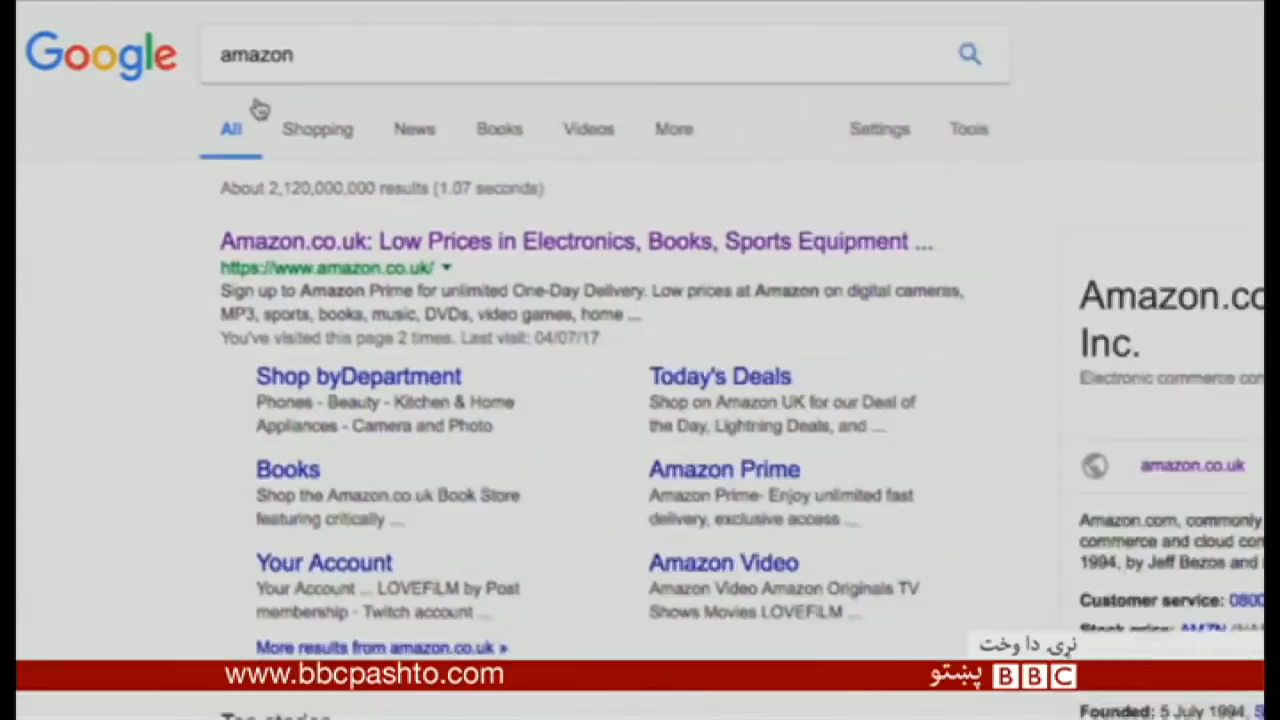 Google
amazon
All Shopping News Books Videos More Settings Tools
About 2,120,000,000 results (1.07 seconds)
Amazon.co.uk: Low Prices in Electronics, Books, Sports Equipment ...
https://www.amazon.co.uk/
Sign up to Amazon Prime for unlimited One-Day Delivery. Low prices at Amazon on digital cameras,
MP3, sports, books, music, DVDs, video games, home ...
You've visited this page 2 times. Last visit: 04/07/17
Shop byDepartment
Phones - Beauty - Kitchen & Home
Appliances - Camera and Photo
Today's Deals
Shop on Amazon UK for our Deal of
the Day, Lightning Deals, and ...
Books
Shop the Amazon.co.uk Book Store
featuring critically ...
Amazon Prime
Amazon Prime- Enjoy unlimited fast
delivery, exclusive access ...
Your Account
Your Account ... LOVEFiLM by Post
membership · Twitch account ...
Amazon Video
Amazon Video Amazon Originals TV
Shows Movies LOVEFiLM ...
More results from amazon.co.uk »
Amazon.co
Inc.
Electronic commerce com
amazon.co.uk
Amazon.com, commonly
commerce and cloud com
1994, by Jeff Bezos and
Customer service: 0800
Stock price: AMZN
Founded: 5 July 1994,
Top stories
نړۍ دا وخت
www.bbcpashto.com
BBC پښتو